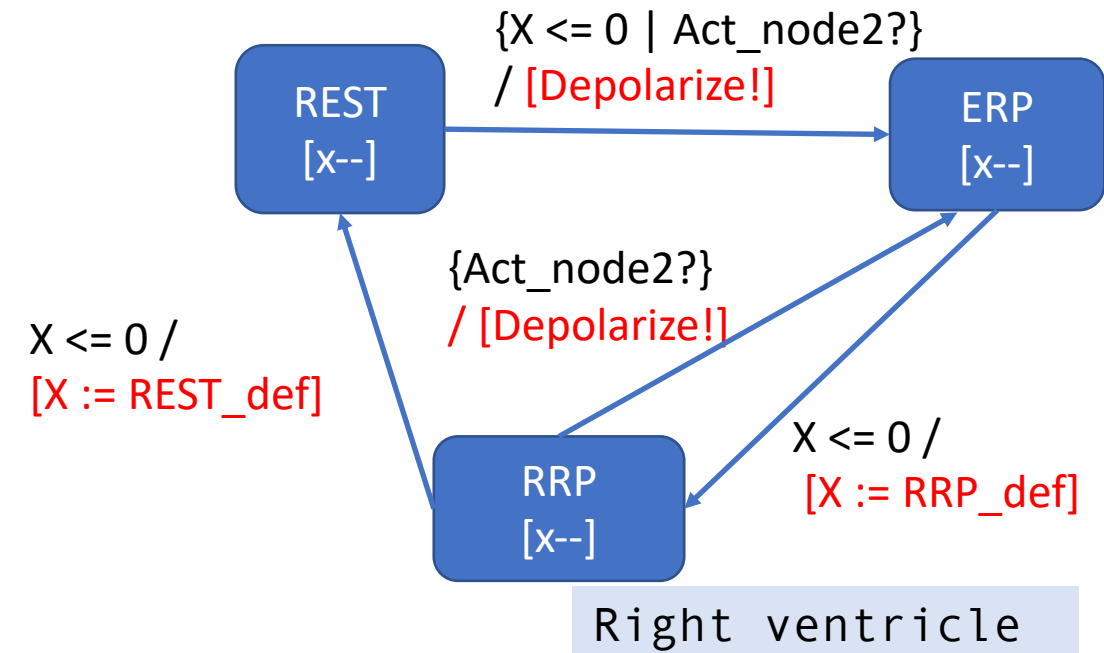 {X <= 0 | Act_node2?}
/ [Depolarize!]
REST
[x--]
ERP
[x--]
{Act_node2?}
/ [Depolarize!]
X <= 0 /
[X := REST_def]
X <= 0 /
[X := RRP_def]
RRP
[x--]
Right ventricle